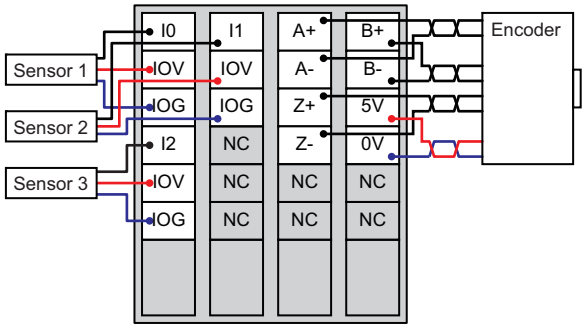 I0 I1 A+ B+ Encoder
Sensor 1 IOV IOV A- B-
IOG IOG Z+ 5V
Sensor 2
I2 NC Z- 0V
Sensor 3 IOV NC NC NC
IOG NC NC NC